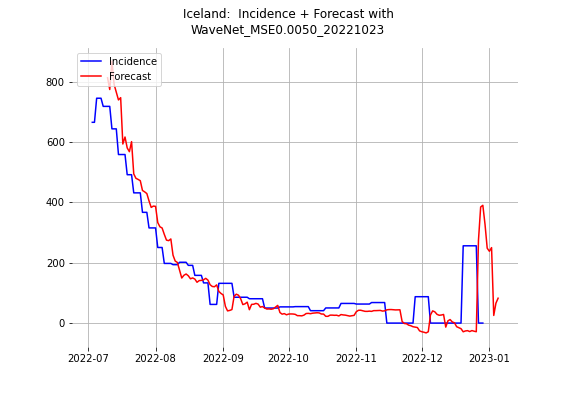 Iceland:  Incidence + Forecast with
WaveNet_MSE0.0050_20221023
Incidence
Forecast
800
600
400
200
0
2022-07 2022-08 2022-09 2022-10 2022-11 2022-12 2023-01